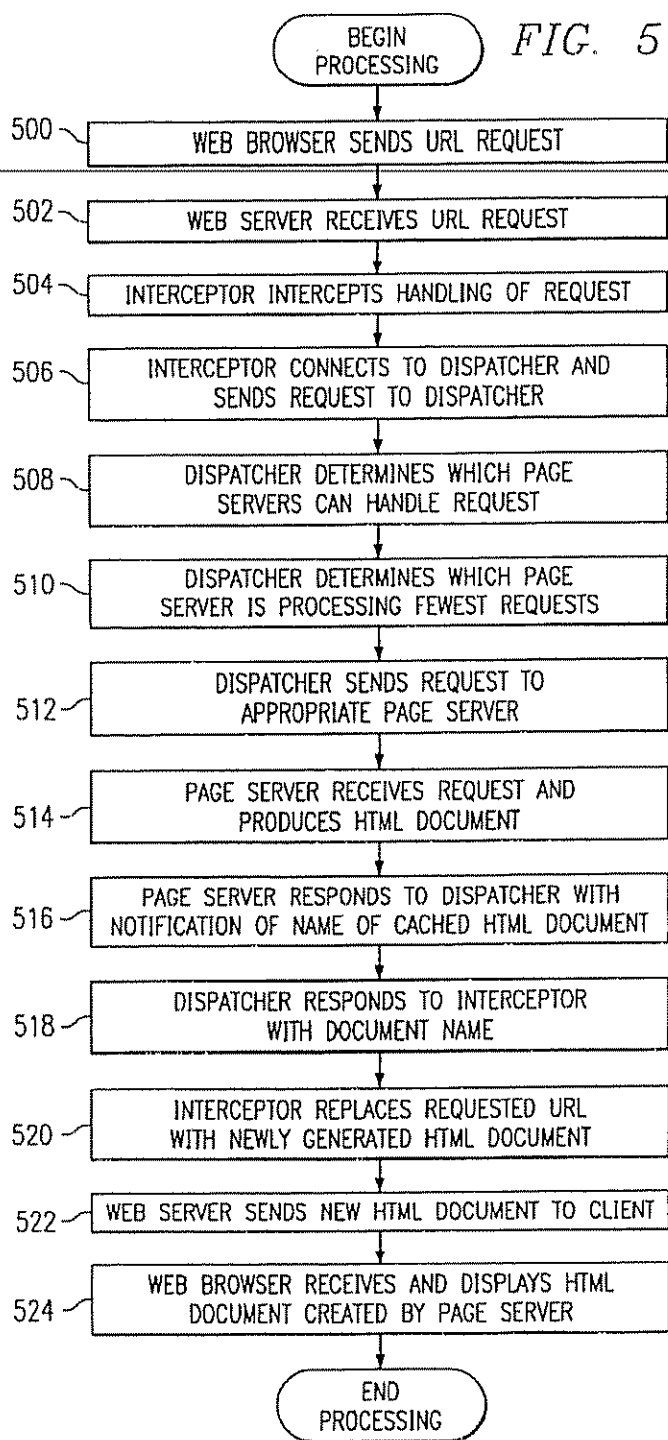 BEGIN
PROCESSING
FIG. 5
500
WEB BROWSER SENDS URL REQUEST
502
WEB SERVER RECEIVES URL REQUEST
504
INTERCEPTOR INTERCEPTS HANDLING OF REQUEST
506
INTERCEPTOR CONNECTS TO DISPATCHER AND
SENDS REQUEST TO DISPATCHER
508
DISPATCHER DETERMINES WHICH PAGE
SERVERS CAN HANDLE REQUEST
510
DISPATCHER DETERMINES WHICH PAGE
SERVER IS PROCESSING FEWEST REQUESTS
512
DISPATCHER SENDS REQUEST TO
APPROPRIATE PAGE SERVER
514
PAGE SERVER RECEIVES REQUEST AND
PRODUCES HTML DOCUMENT
516
PAGE SERVER RESPONDS TO DISPATCHER WITH
NOTIFICATION OF NAME OF CACHED HTML DOCUMENT
518
DISPATCHER RESPONDS TO INTERCEPTOR
WITH DOCUMENT NAME
520
INTERCEPTOR REPLACES REQUESTED URL
WITH NEWLY GENERATED HTML DOCUMENT
522
WEB SERVER SENDS NEW HTML DOCUMENT TO CLIENT
524
WEB BROWSER RECEIVES AND DISPLAYS HTML
DOCUMENT CREATED BY PAGE SERVER
END
PROCESSING